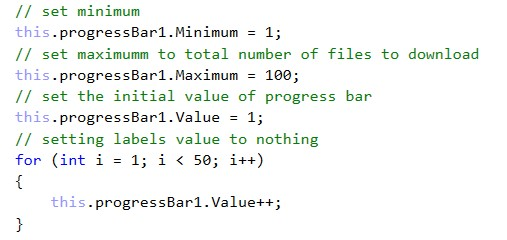 // set minimum
this.progressBar1.Minimum = 1;
// set maximumm to total number of files to download
this.progressBar1.Maximum = 100;
// set the initial value of progress bar
this.progressBar1.Value = 1;
// setting labels value to nothing
for (int i = 1; i < 50; i++)
{
    this.progressBar1.Value++;
}